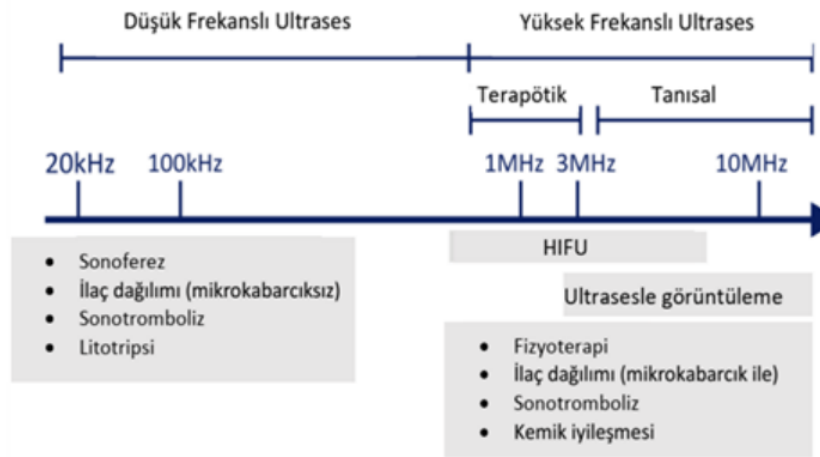 Düşük Frekanslı Ultrases
Yüksek Frekanslı Ultrases
Terapötik
Tanısal
20kHz
100kHz
1MHz
3MHz
10MHz
• Sonoferez
• İlaç dağılımı (mikrokabarcıksız)
• Sonotromboliz
• Litotripsi
HIFU
Ultrasesle görüntüleme
• Fizyoterapi
• İlaç dağılımı (mikrokabarcık ile)
• Sonotromboliz
• Kemik iyileşmesi